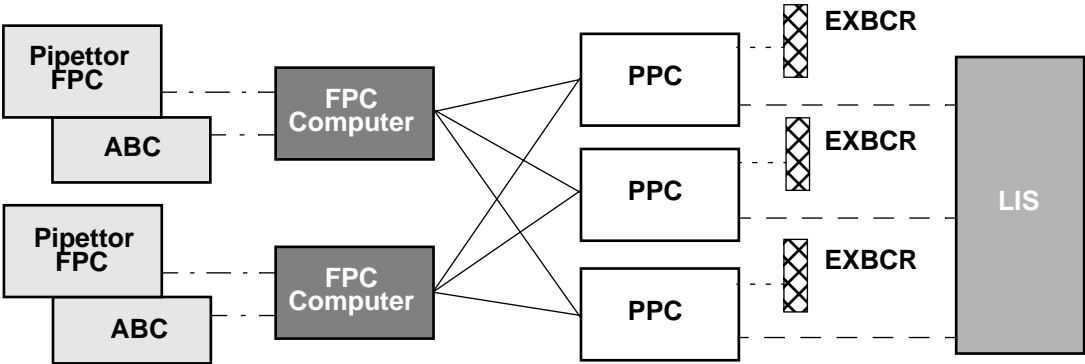 Pipettor
FPC
ABC
FPC
Computer
PPC
EXBCR
PPC
EXBCR
LIS
Pipettor
FPC
ABC
FPC
Computer
PPC
EXBCR